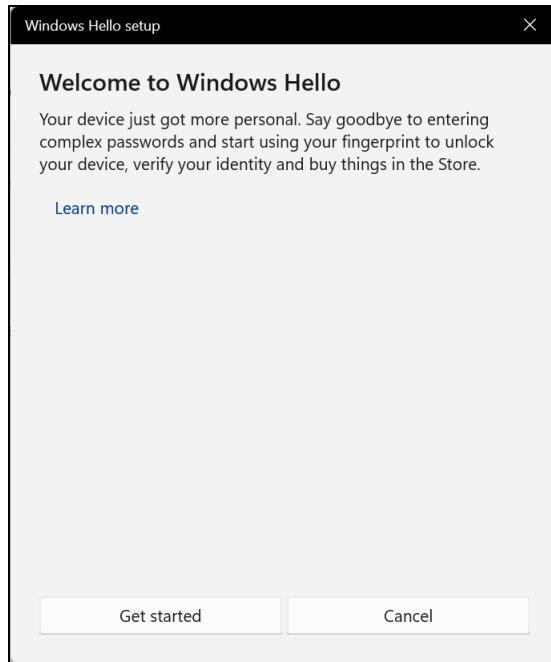 Windows Hello setup
Welcome to Windows Hello
Your device just got more personal. Say goodbye to entering
complex passwords and start using your fingerprint to unlock
your device, verify your identity and buy things in the Store.
Learn more
Get started
Cancel